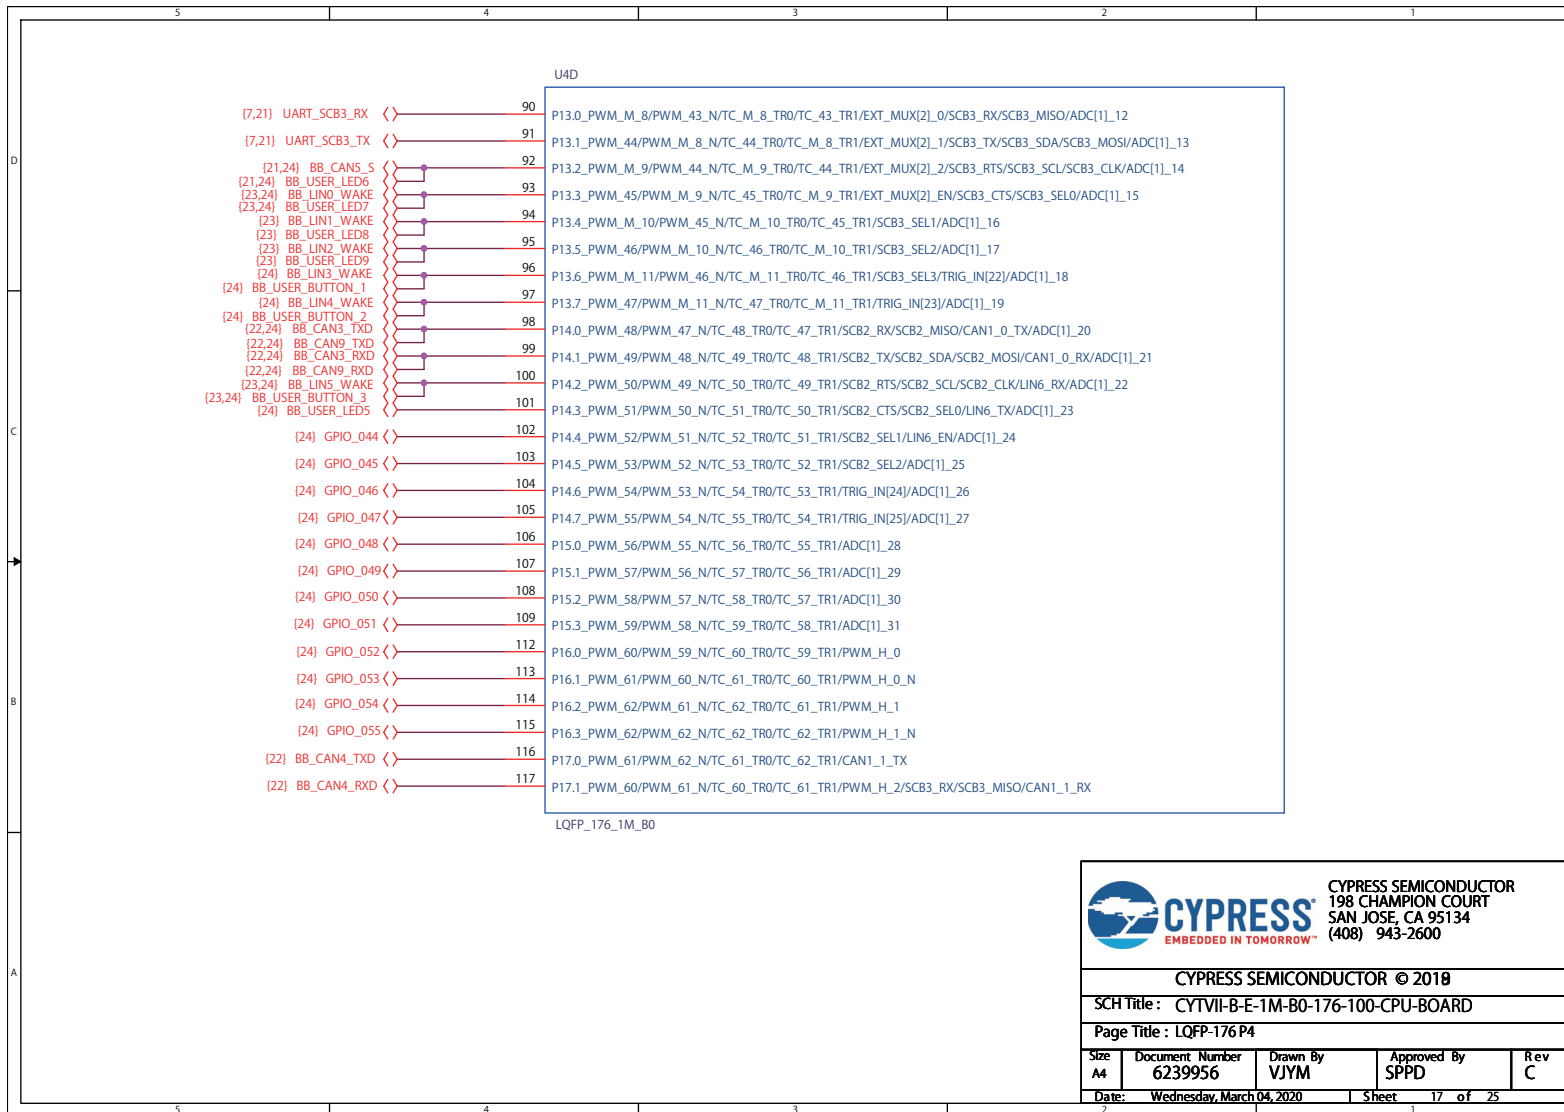 5 4 3 2 1
U4D
{7,21} UART_SCB3_RX 90 P13.0_PWM_M_8/PWM_43_N/TC_M_8_TR0/TC_43_TR1/EXT_MUX[2]_0/SCB3_RX/SCB3_MISO/ADC[1]_12
{7,21} UART_SCB3_TX 91 P13.1_PWM_44/PWM_M_8_N/TC_44_TR0/TC_M_8_TR1/EXT_MUX[2]_1/SCB3_TX/SCB3_SDA/SCB3_MOSI/ADC[1]_13
D
{21,24} BB_CAN5_S 92 P13.2_PWM_M_9/PWM_44_N/TC_M_9_TR0/TC_44_TR1/EXT_MUX[2]_2/SCB3_RTS/SCB3_SCL/SCB3_CLK/ADC[1]_14
{21,24} BB_USER_LED6
{23,24} BB_LIN0_WAKE 93 P13.3_PWM_45/PWM_M_9_N/TC_45_TR0/TC_M_9_TR1/EXT_MUX[2]_EN/SCB3_CTS/SCB3_SEL0/ADC[1]_15
{23,24} BB_USER_LED7
{23} BB_LIN1_WAKE 94 P13.4_PWM_M_10/PWM_45_N/TC_M_10_TR0/TC_45_TR1/SCB3_SEL1/ADC[1]_16
{23} BB_USER_LED8
{23} BB_LIN2_WAKE 95 P13.5_PWM_46/PWM_M_10_N/TC_46_TR0/TC_M_10_TR1/SCB3_SEL2/ADC[1]_17
{23} BB_USER_LED9
{24} BB_LIN3_WAKE 96 P13.6_PWM_M_11/PWM_46_N/TC_M_11_TR0/TC_46_TR1/SCB3_SEL3/TRIG_IN[22]/ADC[1]_18
{24} BB_USER_BUTTON_1
{24} BB_LIN4_WAKE 97 P13.7_PWM_47/PWM_M_11_N/TC_47_TR0/TC_M_11_TR1/TRIG_IN[23]/ADC[1]_19
{24} BB_USER_BUTTON_2
{22,24} BB_CAN3_TXD 98 P14.0_PWM_48/PWM_47_N/TC_48_TR0/TC_47_TR1/SCB2_RX/SCB2_MISO/CAN1_0_TX/ADC[1]_20
{22,24} BB_CAN9_TXD
{22,24} BB_CAN3_RXD 99 P14.1_PWM_49/PWM_48_N/TC_49_TR0/TC_48_TR1/SCB2_TX/SCB2_SDA/SCB2_MOSI/CAN1_0_RX/ADC[1]_21
{22,24} BB_CAN9_RXD
{23,24} BB_LIN5_WAKE 100 P14.2_PWM_50/PWM_49_N/TC_50_TR0/TC_49_TR1/SCB2_RTS/SCB2_SCL/SCB2_CLK/LIN6_RX/ADC[1]_22
{23,24} BB_USER_BUTTON_3
{24} BB_USER_LED5 101 P14.3_PWM_51/PWM_50_N/TC_51_TR0/TC_50_TR1/SCB2_CTS/SCB2_SEL0/LIN6_TX/ADC[1]_23
C
{24} GPIO_044 102 P14.4_PWM_52/PWM_51_N/TC_52_TR0/TC_51_TR1/SCB2_SEL1/LIN6_EN/ADC[1]_24
{24} GPIO_045 103 P14.5_PWM_53/PWM_52_N/TC_53_TR0/TC_52_TR1/SCB2_SEL2/ADC[1]_25
{24} GPIO_046 104 P14.6_PWM_54/PWM_53_N/TC_54_TR0/TC_53_TR1/TRIG_IN[24]/ADC[1]_26
{24} GPIO_047 105 P14.7_PWM_55/PWM_54_N/TC_55_TR0/TC_54_TR1/TRIG_IN[25]/ADC[1]_27
{24} GPIO_048 106 P15.0_PWM_56/PWM_55_N/TC_56_TR0/TC_55_TR1/ADC[1]_28
{24} GPIO_049 107 P15.1_PWM_57/PWM_56_N/TC_57_TR0/TC_56_TR1/ADC[1]_29
{24} GPIO_050 108 P15.2_PWM_58/PWM_57_N/TC_58_TR0/TC_57_TR1/ADC[1]_30
{24} GPIO_051 109 P15.3_PWM_59/PWM_58_N/TC_59_TR0/TC_58_TR1/ADC[1]_31
{24} GPIO_052 112 P16.0_PWM_60/PWM_59_N/TC_60_TR0/TC_59_TR1/PWM_H_0
{24} GPIO_053 113 P16.1_PWM_61/PWM_60_N/TC_61_TR0/TC_60_TR1/PWM_H_0_N
B
{24} GPIO_054 114 P16.2_PWM_62/PWM_61_N/TC_62_TR0/TC_61_TR1/PWM_H_1
{24} GPIO_055 115 P16.3_PWM_62/PWM_62_N/TC_62_TR0/TC_62_TR1/PWM_H_1_N
{22} BB_CAN4_TXD 116 P17.0_PWM_61/PWM_62_N/TC_61_TR0/TC_62_TR1/CAN1_1_TX
{22} BB_CAN4_RXD 117 P17.1_PWM_60/PWM_61_N/TC_60_TR0/TC_61_TR1/PWM_H_2/SCB3_RX/SCB3_MISO/CAN1_1_RX
LQFP_176_1M_B0
A
CYPRESS
EMBEDDED IN TOMORROW™
CYPRESS SEMICONDUCTOR
198 CHAMPION COURT
SAN JOSE, CA 95134
(408) 943-2600
CYPRESS SEMICONDUCTOR ©
SCH Title : CYTVII-B-E-1M-B0-176-100-CPU-BOARD
Page Title : LQFP-176 P4
Size Document Number Drawn By Approved By Rev
A4 6239956 VJYM SPPD C
Date: Wednesday, March 04, 2020 Sheet 17 of 25
5 4 3 2 1